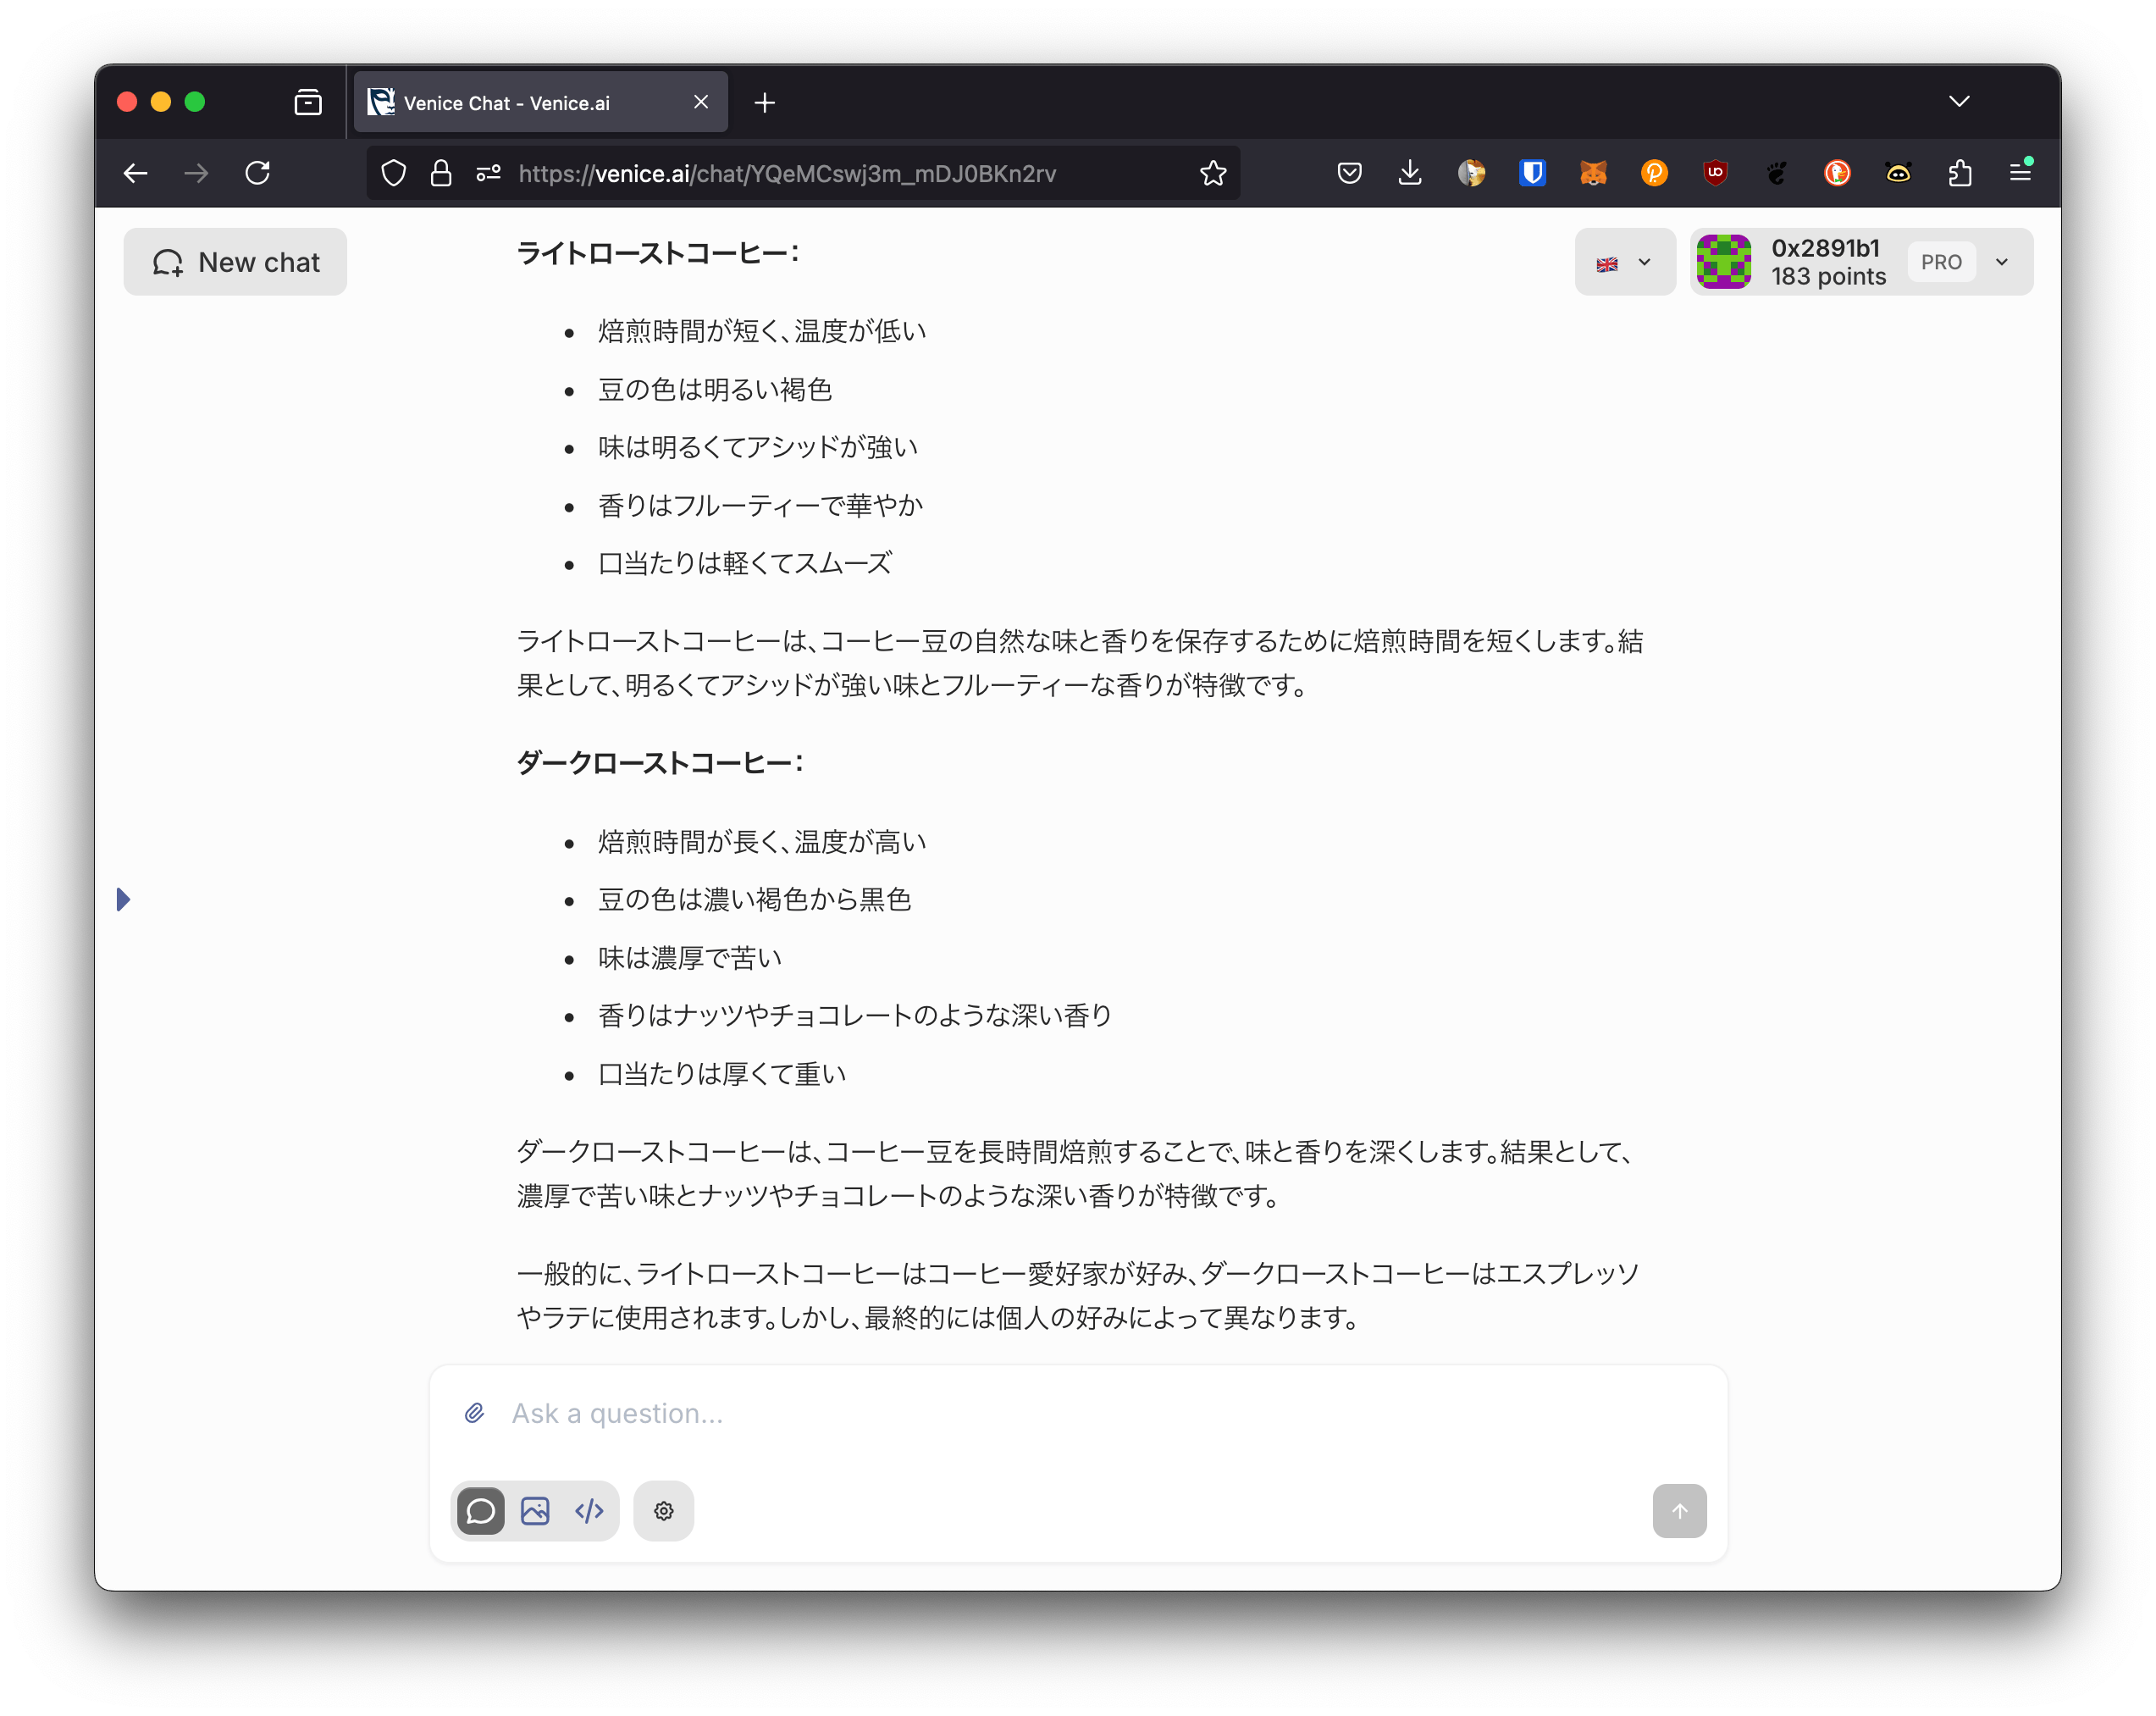 Venice Chat - Venice.ai
https://venice.ai/chat/YQeMCswj3m_mDJ0BKn2rv
New chat
0x2891b1
183 points
PRO
ライトローストコーヒー：
• 焙煎時間が短く、温度が低い
• 豆の色は明るい褐色
• 味は明るくてアシッドが強い
• 香りはフルーティーで華やか
• 口当たりは軽くてスムーズ
ライトローストコーヒーは、コーヒー豆の自然な味と香りを保存するために焙煎時間を短くします。結
果として、明るくてアシッドが強い味とフルーティーな香りが特徴です。
ダークローストコーヒー：
• 焙煎時間が長く、温度が高い
• 豆の色は濃い褐色から黒色
• 味は濃厚で苦い
• 香りはナッツやチョコレートのような深い香り
• 口当たりは厚くて重い
ダークローストコーヒーは、コーヒー豆を長時間焙煎することで、味と香りを深くします。結果として、
濃厚で苦い味とナッツやチョコレートのような深い香りが特徴です。
一般的に、ライトローストコーヒーはコーヒー愛好家が好み、ダークローストコーヒーはエスプレッソ
やラテに使用されます。しかし、最終的には個人の好みによって異なります。
Ask a question...